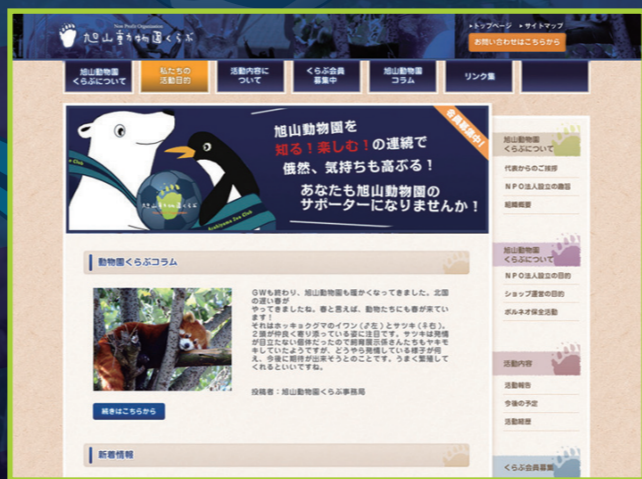 New Profit Organization
旭山動物園くらぶ
▸トップページ ▸サイトマップ
お問い合わせはこちらから
旭山動物園
くらぶについて
私たちの
活動目的
活動内容に
ついて
くらぶ会員
募集中
旭山動物園
コラム
リンク集
会員募集中！
旭山動物園を
知る！楽しむ！の連続で
俄然、気持ちも高ぶる！
あなたも旭山動物園の
サポーターになりませんか！
旭山動物園くらぶ
Asahiyama Zoo Club
動物園くらぶコラム
GWも終わり、旭山動物園も暖かくなってきました。北国
の遅い春が
やってきましたね。春と言えば、動物たちにも春が来てい
ます！
それはホッキョクグマのイワン（♂左）とサツキ（♀右）。
２頭が仲良く寄り添っている姿に注目です。サツキは発情
が目立たない個体だったので飼育展示係さんたちもヤキモ
キしていたようですが、どうやら発情している様子が伺
え、今後に期待が出来そうとのことです。うまく繁殖して
くれるといいですね。
投稿者：旭山動物園くらぶ事務局
続きはこちらから
新着情報
旭山動物園
くらぶについて
代表からのご挨拶
NPO法人設立の趣旨
組織概要
旭山動物園
くらぶについて
NPO法人設立の目的
ショップ運営の目的
ボルネオ保全活動
活動内容
活動報告
今後の予定
活動履歴
くらぶ会員募集